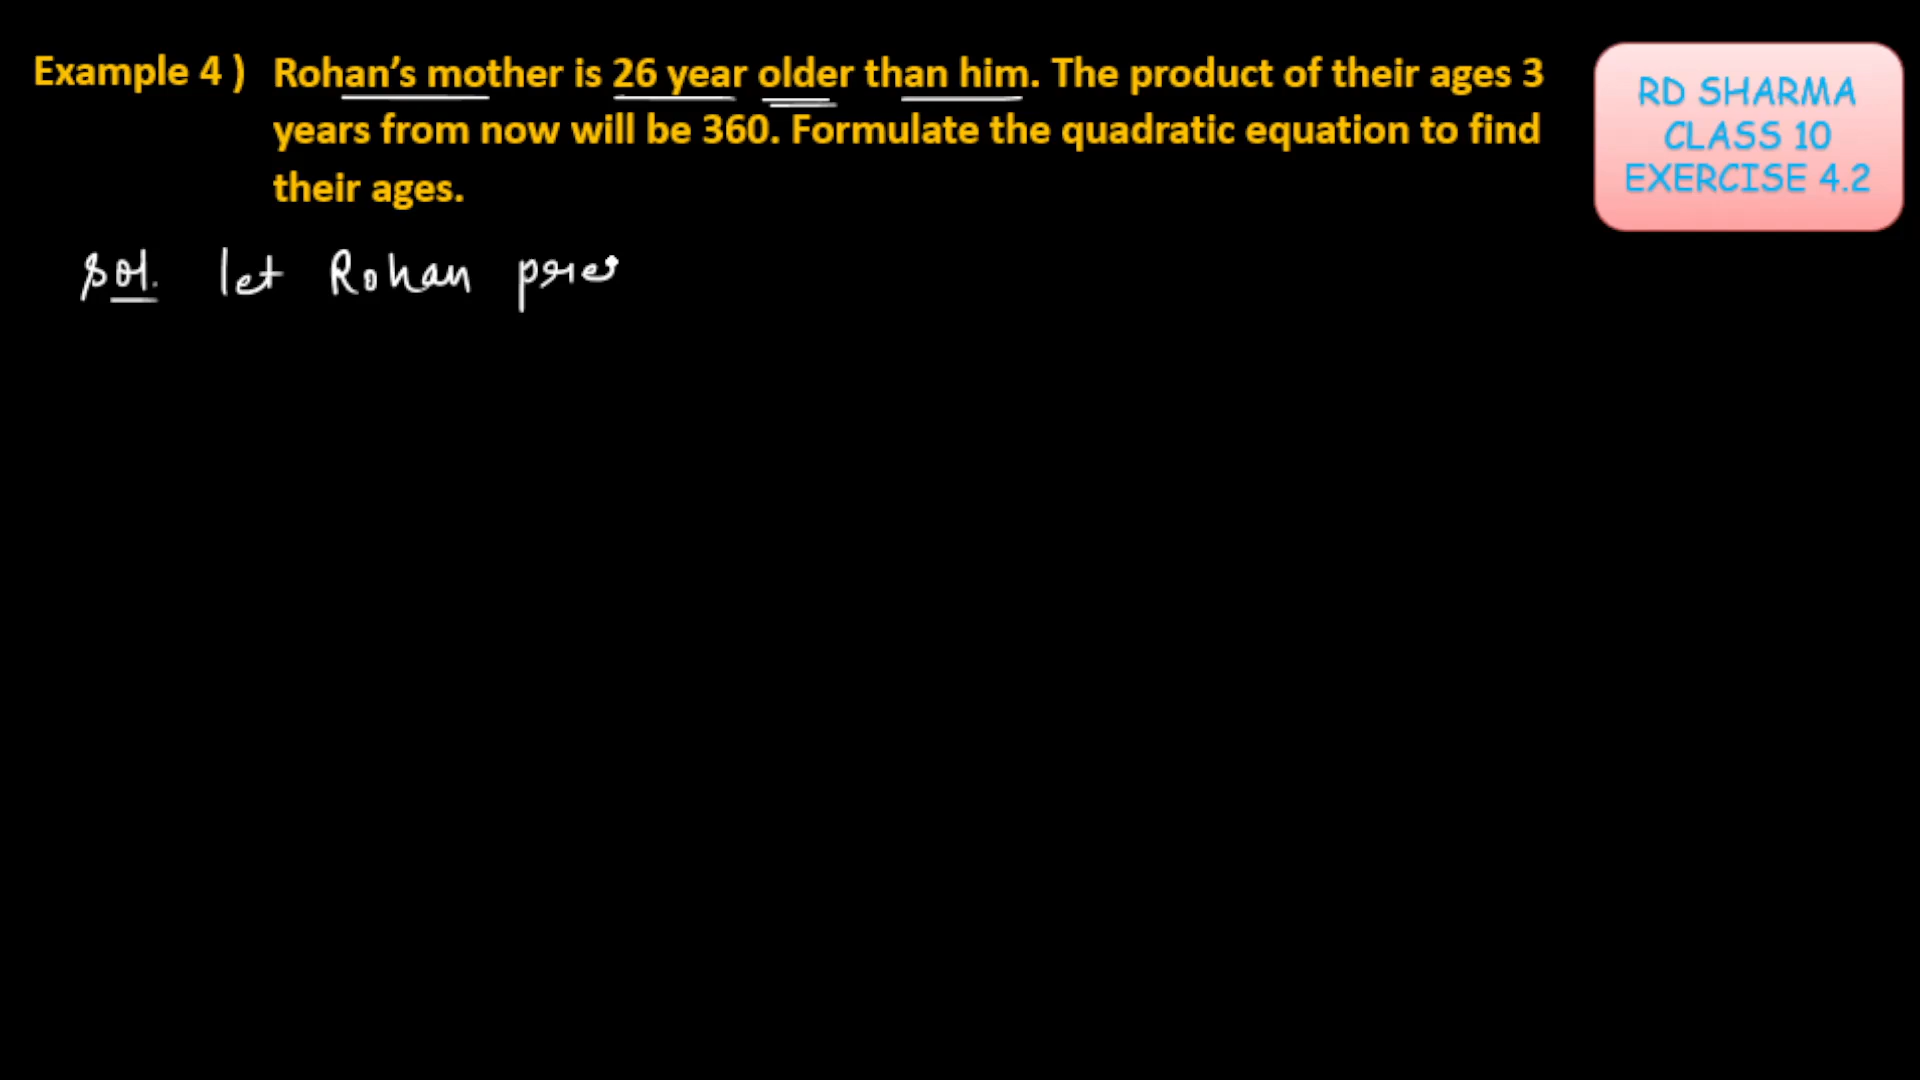 Example 4 ) Rohan's mother is 26 year older than him. The product of their ages 3
years from now will be 360. Formulate the quadratic equation to find
their ages.
RD SHARMA
CLASS 10
EXERCISE 4.2
Sol. let Rohan pres